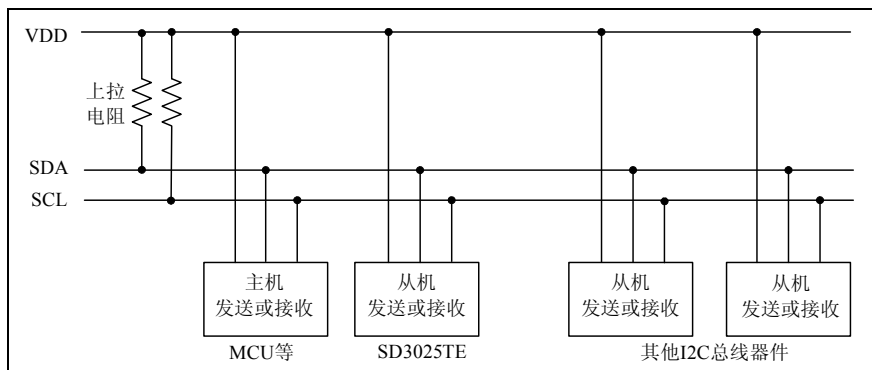 VDD
上拉
电阻
SDA
SCL
主机
发送或接收
从机
发送或接收
从机
发送或接收
从机
发送或接收
MCU等
SD3025TE
其他I2C总线器件